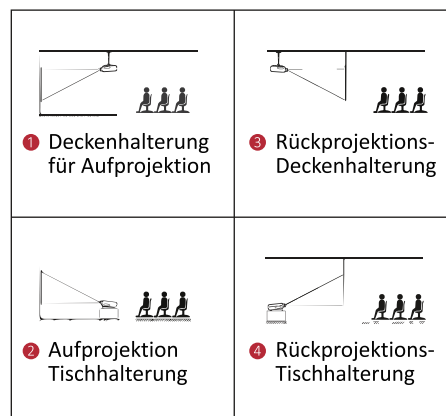 1 Deckenhalterung
für Aufprojektion
3 Rückprojektions-
Deckenhalterung
2 Aufprojektion
Tischhalterung
4 Rückprojektions-
Tischhalterung